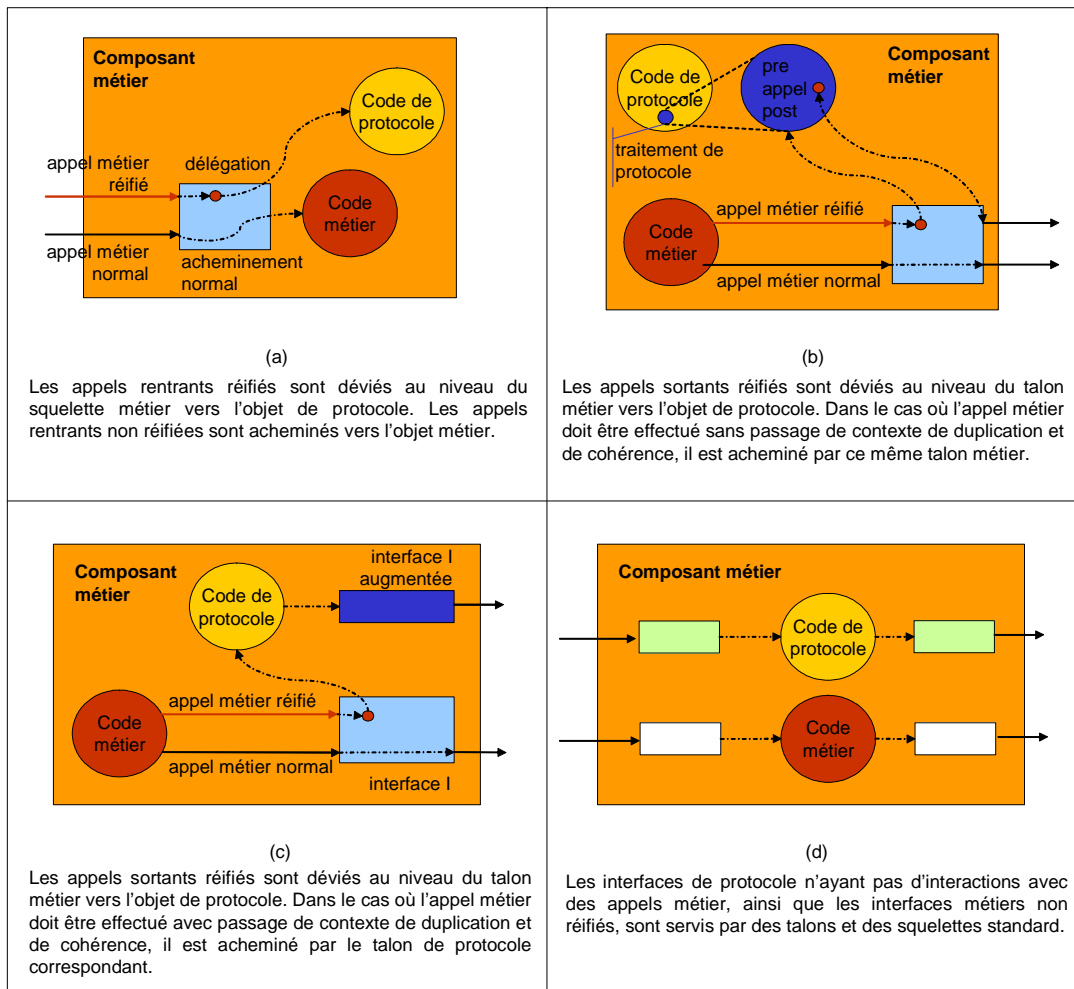 Composant
métier
Code de
protocole
appel métier
réifié
délégation
Code
métier
appel métier
normal
acheminement
normal
(a)
Les appels rentrants réifiés sont déviés au niveau du
squelette métier vers l'objet de protocole. Les appels
rentrants non réifiées sont acheminés vers l'objet métier.
Code de
protocole
pre
appel
post
Composant
métier
traitement de
protocole
appel métier réifié
Code
métier
appel métier normal
(b)
Les appels sortants réifiés sont déviés au niveau du talon
métier vers l'objet de protocole. Dans le cas où l'appel métier
doit être effectué sans passage de contexte de duplication et
de cohérence, il est acheminé par ce même talon métier.
Composant
métier
interface I
augmentée
Code de
protocole
appel métier réifié
Code
métier
appel métier normal
interface I
(c)
Les appels sortants réifiés sont déviés au niveau du talon
métier vers l'objet de protocole. Dans le cas où l'appel métier
doit être effectué avec passage de contexte de duplication et
de cohérence, il est acheminé par le talon de protocole
correspondant.
Composant métier
Code de
protocole
Code
métier
(d)
Les interfaces de protocole n'ayant pas d'interactions avec
des appels métier, ainsi que les interfaces métiers non
réifiés, sont servis par des talons et des squelettes standard.